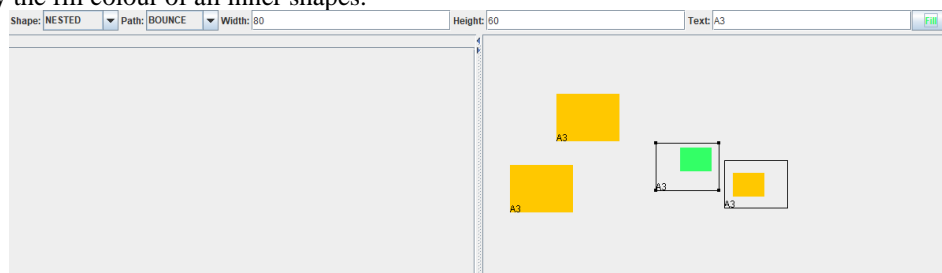 the fill colour of all inner shapes.
Shape: NESTED Path: BOUNCE Width: 80 Height: 60 Text: A3 Fill
A3
A3
A3
A3